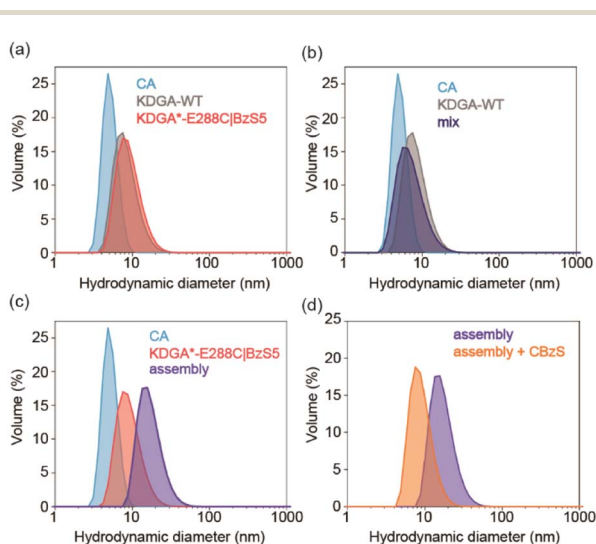 (a)
CA
KDGA-WT
KDGA*-E288C|BzS5
Volume (%)
25
20
15
10
5
0
1 10 100 1000
Hydrodynamic diameter (nm)
(b)
CA
KDGA-WT
mix
Volume (%)
25
20
15
10
5
0
1 10 100 1000
Hydrodynamic diameter (nm)
(c)
CA
KDGA*-E288C|BzS5
assembly
Volume (%)
25
20
15
10
5
0
1 10 100 1000
Hydrodynamic diameter (nm)
(d)
assembly
assembly + CBzS
Volume (%)
25
20
15
10
5
0
1 10 100 1000
Hydrodynamic diameter (nm)